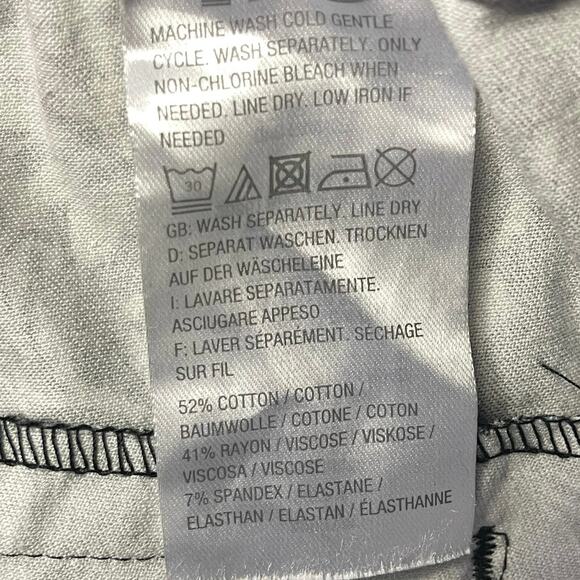 MACHINE WASH COLD GENTLE
CYCLE. WASH SEPARATELY. ONLY
NON-CHLORINE BLEACH WHEN
NEEDED. LINE DRY. LOW IRON IF
NEEDED
30
GB: WASH SEPARATELY. LINE DRY
D: SEPARAT WASCHEN. TROCKNEN
AUF DER WÄSCHELEINE
I: LAVARE SEPARATAMENTE.
ASCIUGARE APPESO
F: LAVER SÉPARÉMENT. SÉCHAGE
SUR FIL
52% COTTON / COTTON /
BAUMWOLLE / COTONE / COTON
41% RAYON / VISCOSE / VISKOSE /
VISCOSA / VISCOSE
7% SPANDEX / ELASTANE /
ELASTHAN / ELASTAN / ÉLASTHANNE